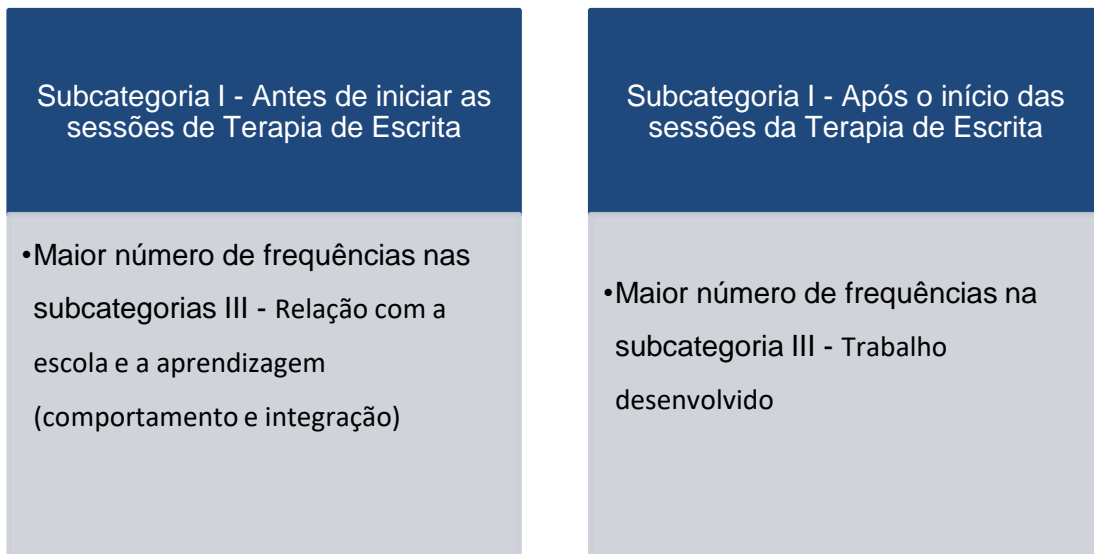 Subcategoria I - Antes de iniciar as
sessões de Terapia de Escrita
•Maior número de frequências nas
subcategorias III - Relação com a
escola e a aprendizagem
(comportamento e integração)
Subcategoria I - Após o início das
sessões da Terapia de Escrita
•Maior número de frequências na
subcategoria III - Trabalho
desenvolvido